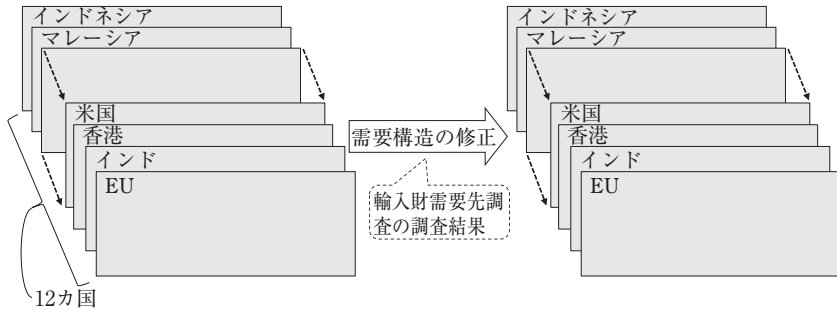 インドネシア
マレーシア
米国
香港
インド
EU
12カ国
需要構造の修正
輸入財需要先調
査の調査結果
インドネシア
マレーシア
米国
香港
インド
EU